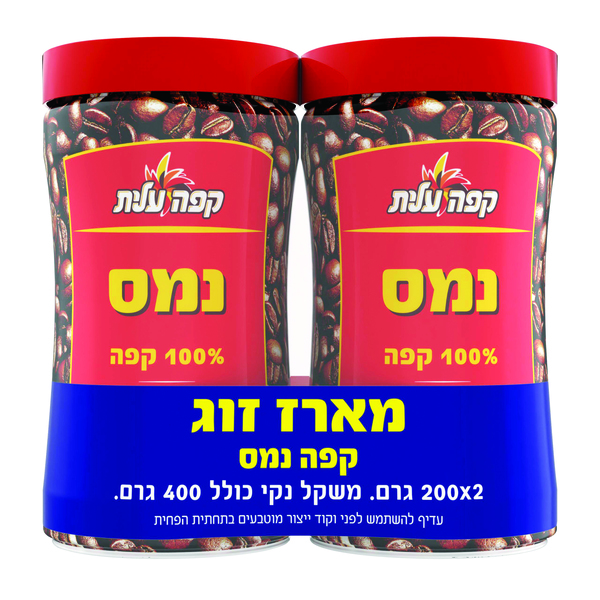 קפה עלית
נמס
100% קפה
קפה עלית
נמס
100% קפה
מארז זוג
קפה נמס
200x2 גרם. משקל נקי כולל 400 גרם.
עדיף להשתמש לפני וקוד ייצור מוטבעים בתחתית הפחית